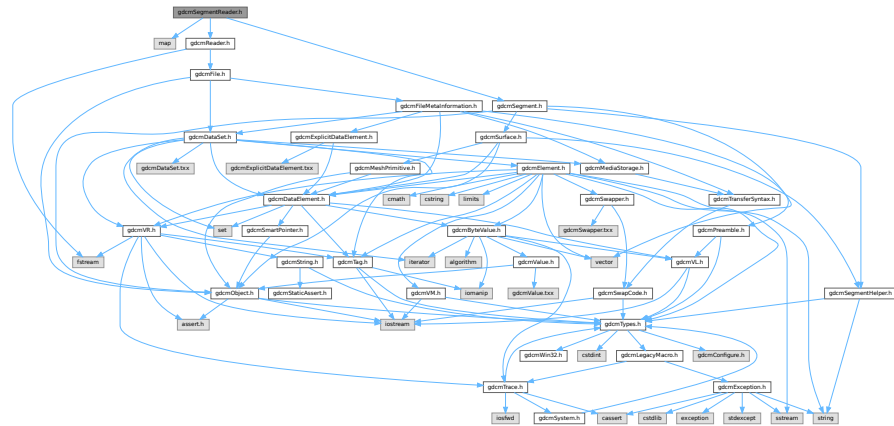 gdcmSegmentReader.h
map
gdcmReader.h
gdcmFile.h
gdcmFileMetaInformation.h
gdcmSegment.h
gdcmDataSet.h
gdcmExplicitDataElement.h
gdcmSurface.h
gdcmDataSet.txx
gdcmExplicitDataElement.txx
gdcmMeshPrimitive.h
gdcmElement.h
gdcmMediaStorage.h
gdcmDataElement.h
cmath
cstring
limits
gdcmSwapper.h
gdcmTransferSyntax.h
gdcmVR.h
set
gdcmSmartPointer.h
gdcmByteValue.h
gdcmSwapper.txx
gdcmPreamble.h
fstream
gdcmString.h
gdcmTag.h
iterator
algorithm
gdcmValue.h
vector
gdcmVL.h
gdcmObject.h
gdcmStaticAssert.h
gdcmVM.h
iomanip
gdcmValue.txx
gdcmSwapCode.h
gdcmSegmentHelper.h
assert.h
iostream
gdcmTypes.h
gdcmWin32.h
cstdint
gdcmLegacyMacro.h
gdcmConfigure.h
gdcmTrace.h
gdcmException.h
iosfwd
gdcmSystem.h
cassert
cstdlib
exception
stdexcept
sstream
string